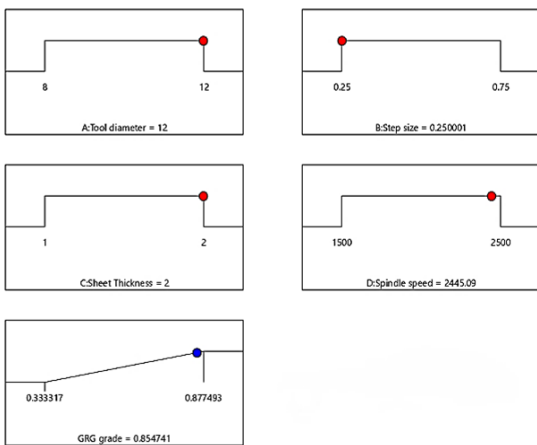 8 12
A:Tool diameter = 12
0.25 0.75
B:Step size = 0.250001
1 2
C:Sheet Thickness = 2
1500 2500
D:Spindle speed = 2445.09
0.333317 0.877493
GRG grade = 0.854741